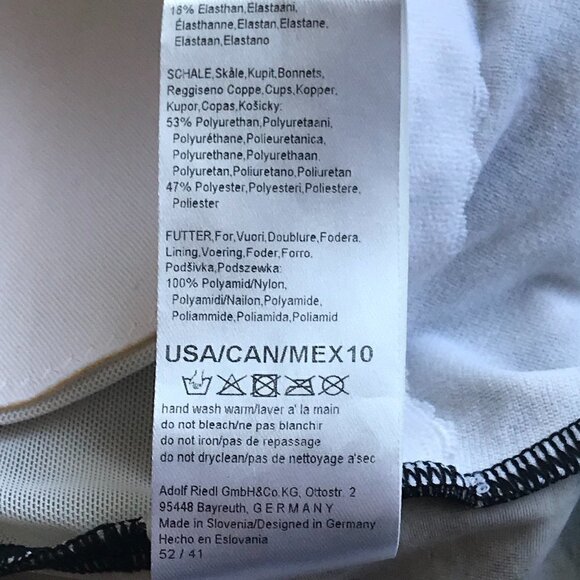 18% Elasthan,Elastaani,
Élasthanne,Elastan,Elastane,
Elastaan,Elastano
SCHALE,Skåle,Kupit,Bonnets,
Reggiseno Coppe,Cups,Kopper,
Kupor,Copas,Košicky:
53% Polyurethan,Polyuretaani,
Polyuréthane,Polieuretanica,
Polyurethane,Polyurethaan,
Polyuretan,Poliuretano,Poliuretan
47% Polyester,Polyesteri,Poliestere,
Poliester
FUTTER,For,Vuori,Doublure,Fodera,
Lining,Voering,Foder,Forro,
Podšivka,Podszewka:
100% Polyamid/Nylon,
Polyamidi/Nailon,Polyamide,
Poliammide,Poliamida,Poliamid
USA/CAN/MEX10
hand wash warm/laver a' la main
do not bleach/ne pas blanchir
do not iron/pas de repassage
do not dryclean/pas de nettoyage a'sec
Adolf Riedl GmbH&Co.KG, Ottostr. 2
95448 Bayreuth, GERMANY
Made in Slovenia/Designed in Germany
Hecho en Eslovania
52 / 41